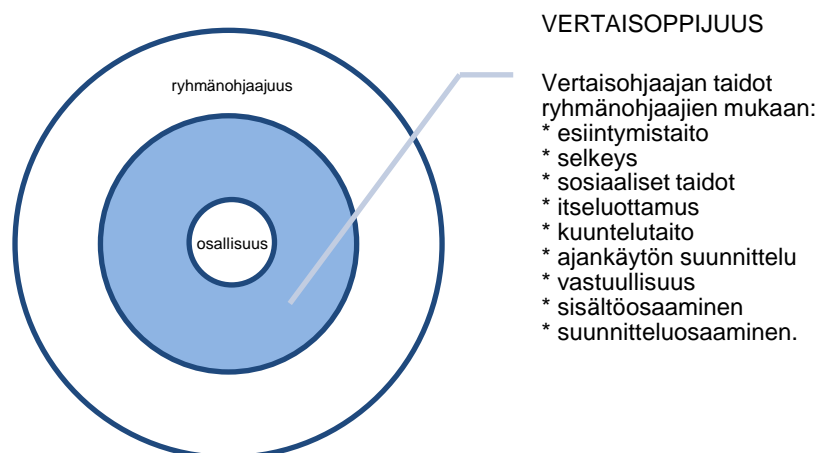 VERTAISOPPIJUUS
ryhmänohjaajuus
osallisuus
Vertaisohjaajan taidot
ryhmänohjaajien mukaan:
* esiintymistaito
* selkeys
* sosiaaliset taidot
* itseluottamus
* kuuntelutaito
* ajankäytön suunnittelu
* vastuullisuus
* sisältöosaaminen
* suunnitteluosaaminen.